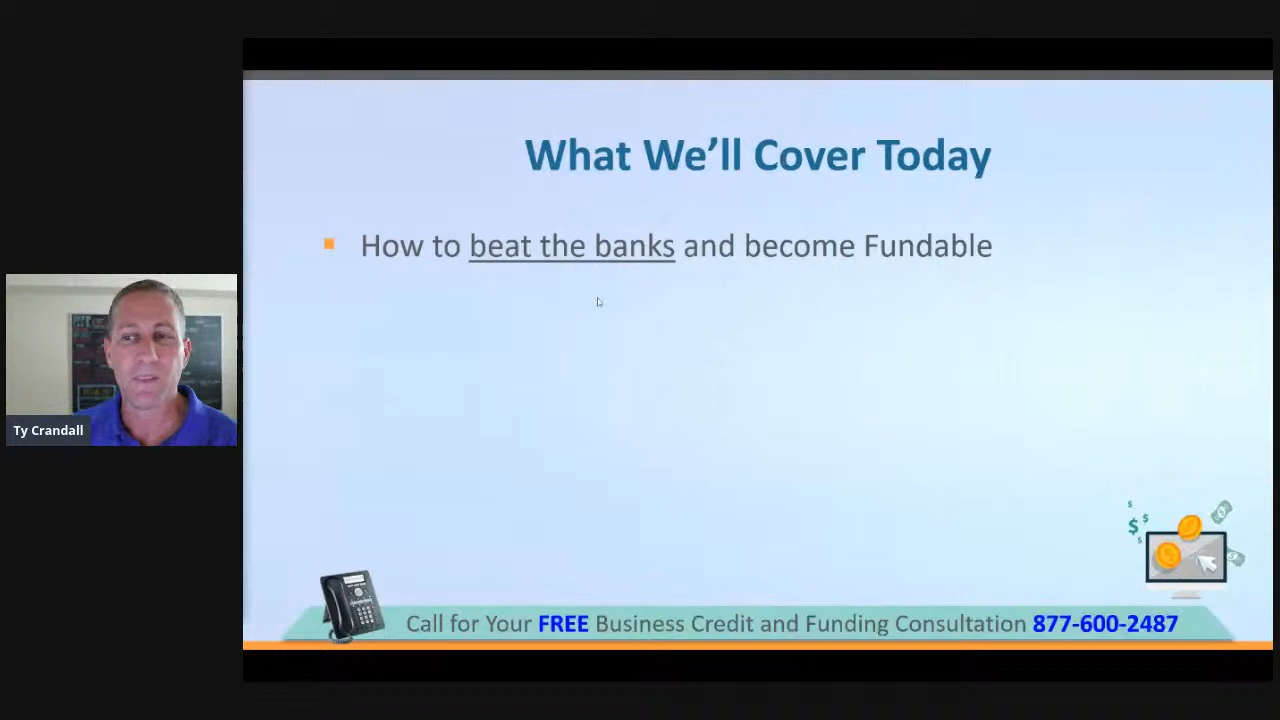 What We'll Cover Today
How to beat the banks and become Fundable
Ty Crandall
Call for Your FREE Business Credit and Funding Consultation 877-600-2487